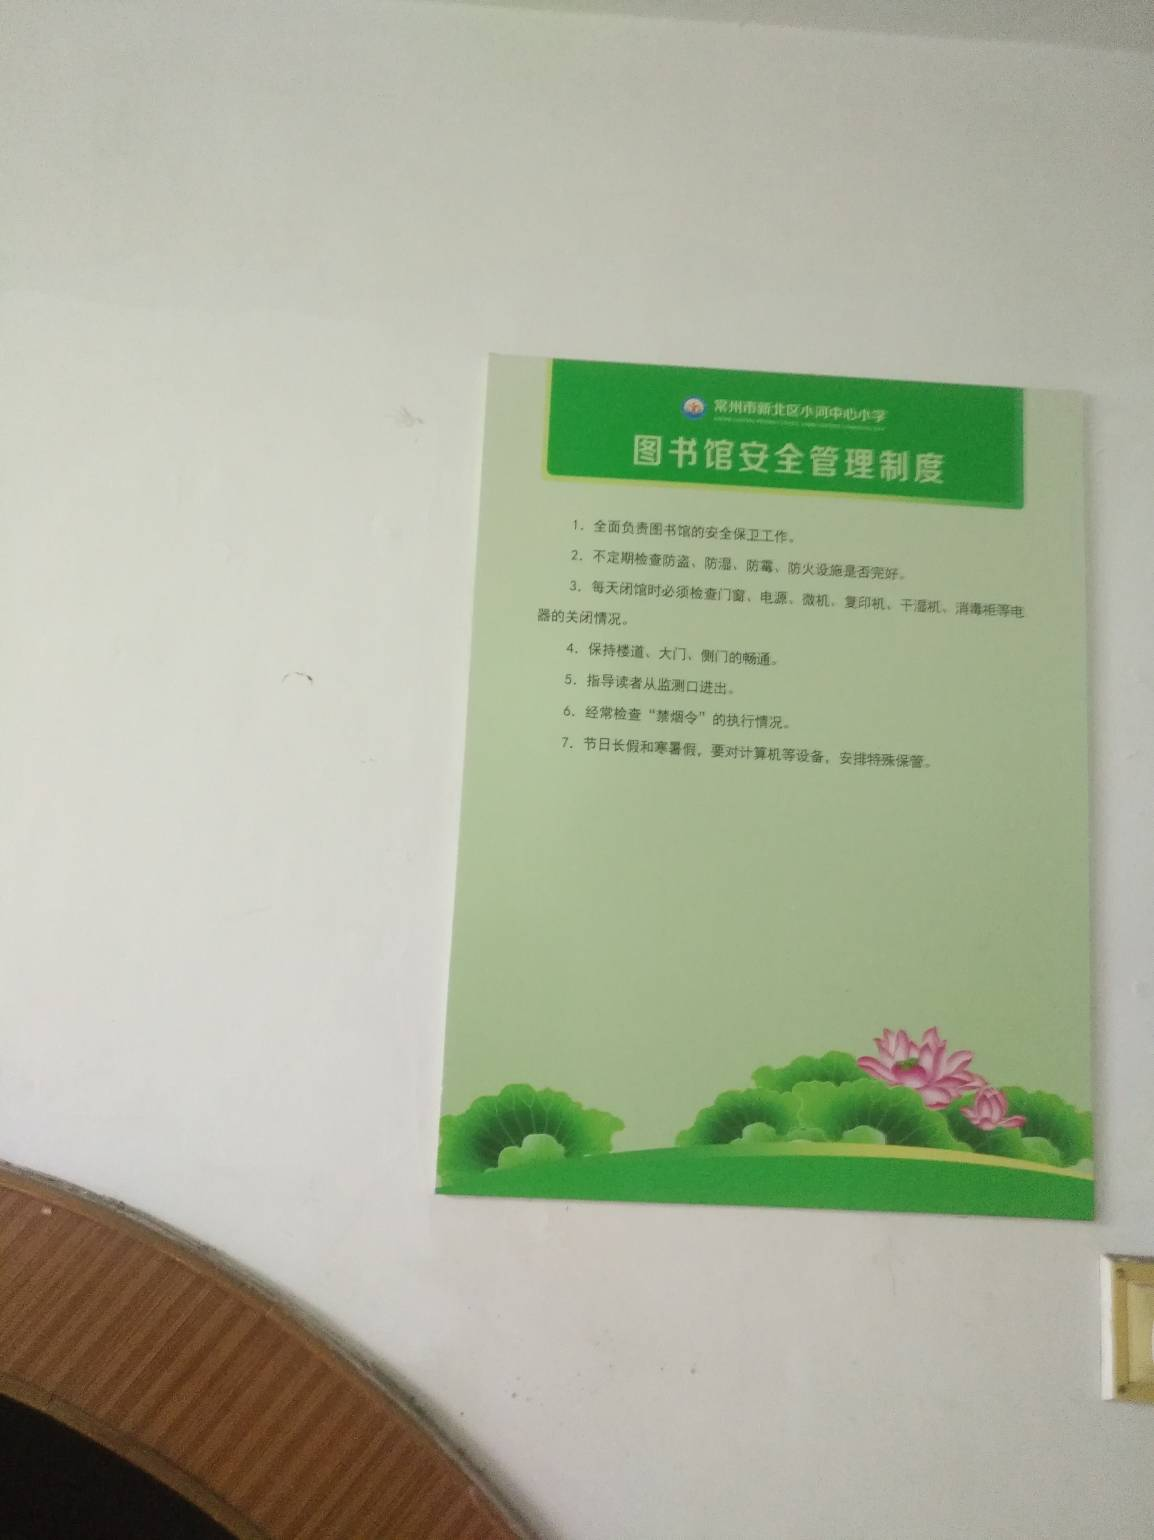 常州市新北区小河中心小学
图书馆安全管理制度
1．全面负责图书馆的安全保卫工作。
2．不定期检查防盗、防湿、防霉、防火设施是否完好。
3．每天闭馆时必须检查门窗、电源、微机、复印机、干湿机、消毒柜等电
器的关闭情况。
4．保持楼道、大门、侧门的畅通。
5．指导读者从监测口进出。
6．经常检查“禁烟令”的执行情况。
7．节日长假和寒暑假，要对计算机等设备，安排特殊保管。